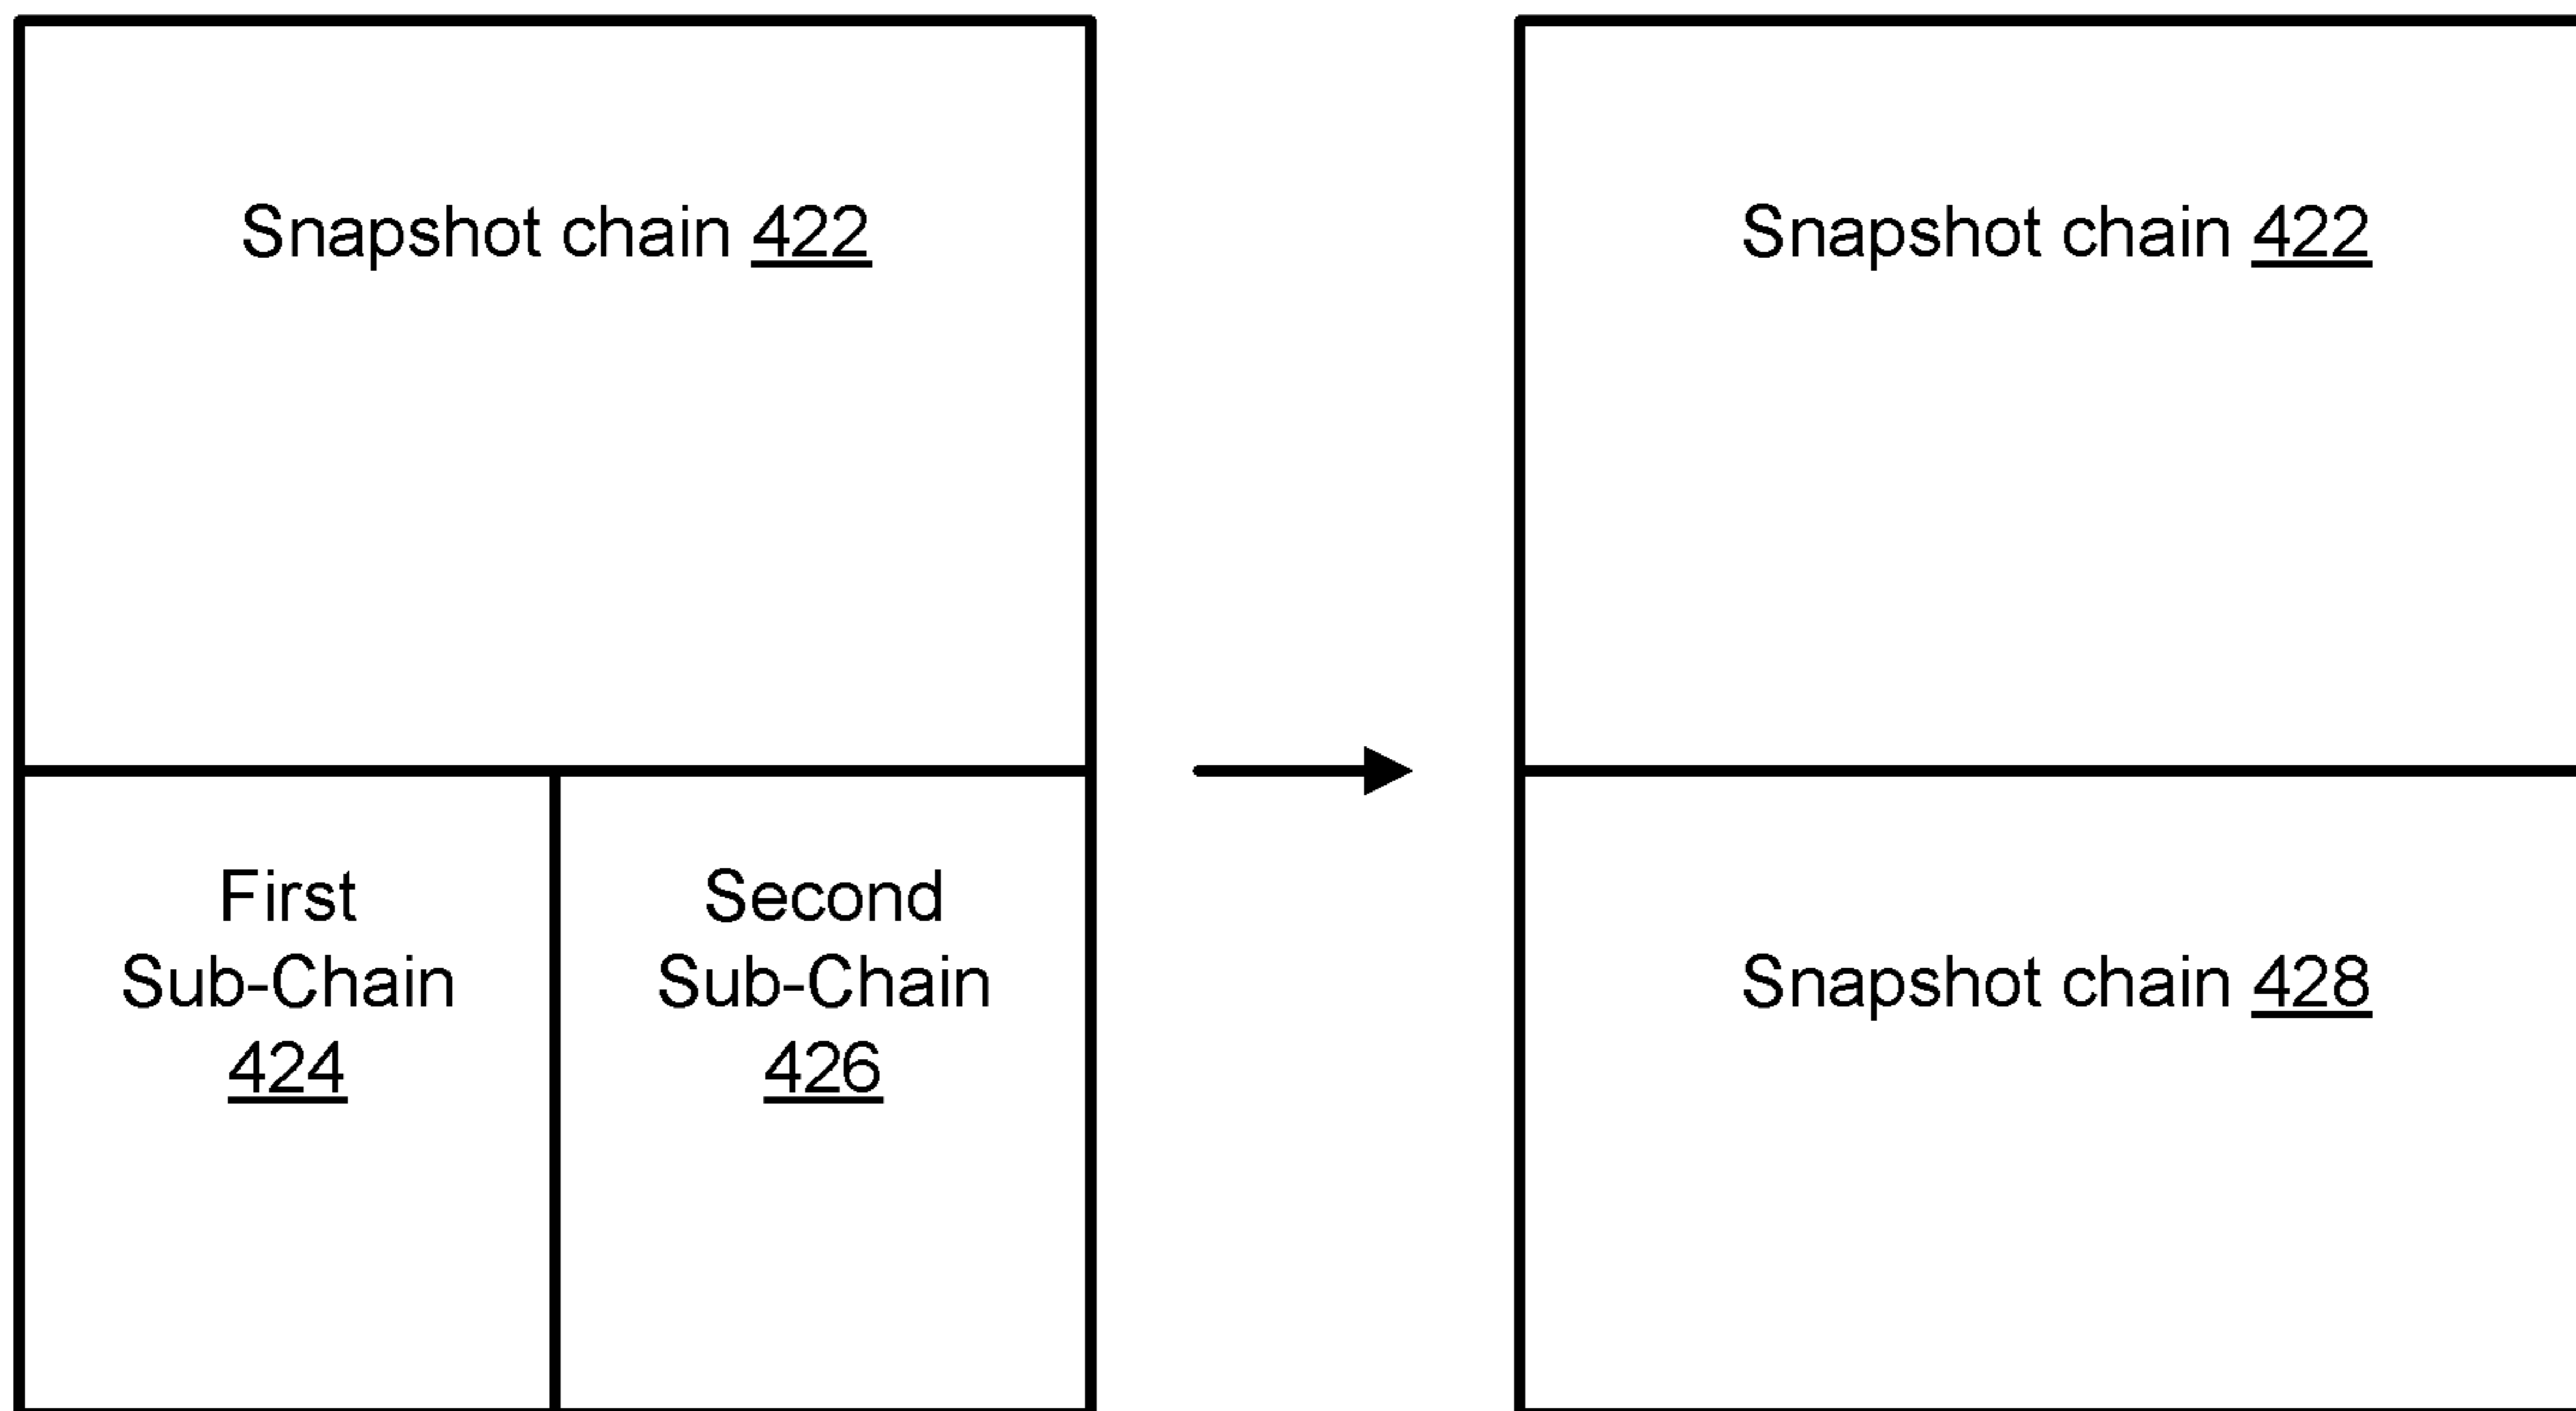 Snapshot chain 422
First
Sub-Chain
424
Second
Sub-Chain
426
Snapshot chain 422
Snapshot chain 428